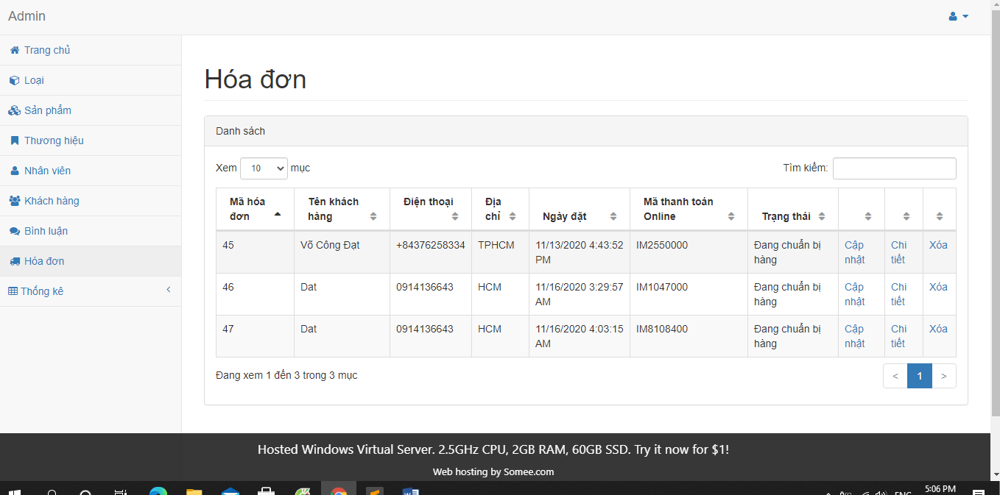 Admin
Trang chủ
Loại
Sản phẩm
Thương hiệu
Nhân viên
Khách hàng
Bình luận
Hóa đơn
Thống kê
Hóa đơn
Danh sách
Xem 10 mục
Tìm kiếm:
Mã hóa đơn Tên khách hàng Điện thoại Địa chỉ Ngày đặt Mã thanh toán Online Trạng thái
45 Võ Công Đạt +84376258334 TPHCM 11/13/2020 4:43:52 PM IM2550000 Đang chuẩn bị hàng Cập nhật Chi tiết Xóa
46 Dat 0914136643 HCM 11/16/2020 3:29:57 AM IM1047000 Đang chuẩn bị hàng Cập nhật Chi tiết Xóa
47 Dat 0914136643 HCM 11/16/2020 4:03:15 AM IM8108400 Đang chuẩn bị hàng Cập nhật Chi tiết Xóa
Đang xem 1 đến 3 trong 3 mục
< 1 >
Hosted Windows Virtual Server. 2.5GHz CPU, 2GB RAM, 60GB SSD. Try it now for $1!
Web hosting by Somee.com
ENG
5:06 PM